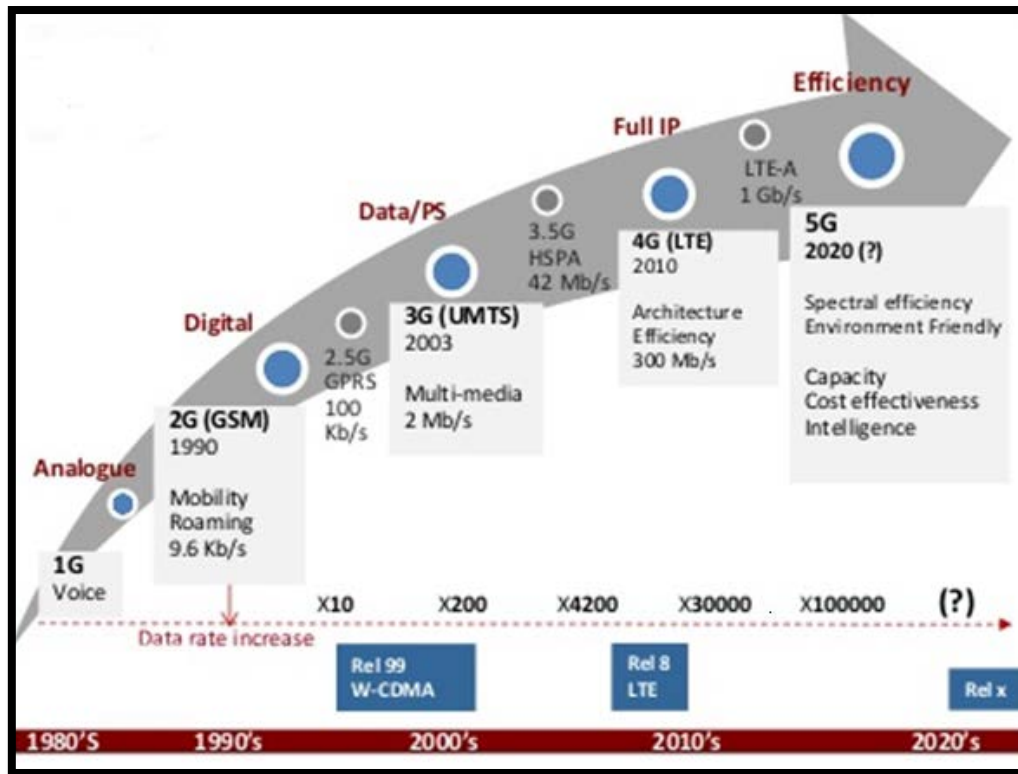 Efficiency
Full IP
LTE-A
1 Gb/s
Data/PS
3.5G
HSPA
42 Mb/s
5G
2020 (?)
Spectral efficiency
Environment Friendly
Capacity
Cost effectiveness
Intelligence
4G (LTE)
2010
Architecture
Efficiency
300 Mb/s
Digital
2.5G
GPRS
100
Kb/s
3G (UMTS)
2003
Multi-media
2 Mb/s
Analogue
2G (GSM)
1990
Mobility
Roaming
9.6 Kb/s
1G
Voice
X10 X200 X4200 X30000 X100000 (?)
Data rate increase
Rel 99
W-CDMA
Rel 8
LTE
Rel x
1980'S 1990's 2000's 2010's 2020's